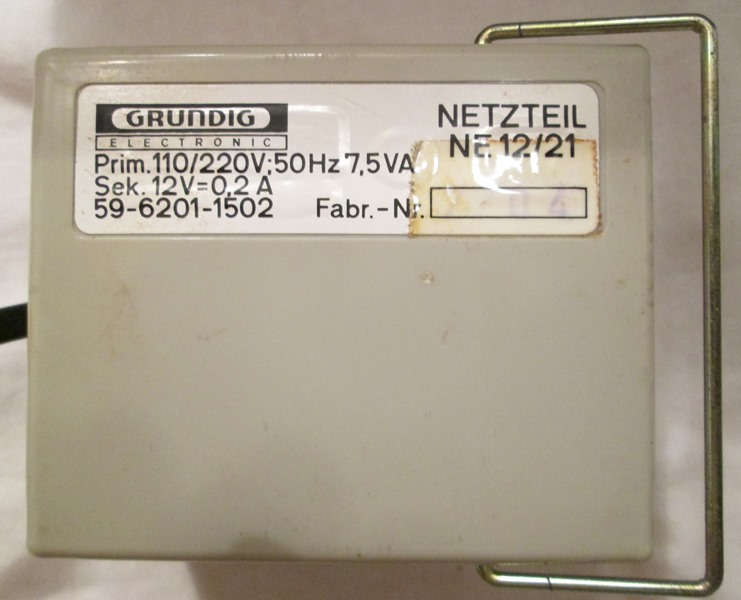 GRUNDIG
ELECTRONIC
NETZTEIL
NE 12/21
Prim.110/220V;50Hz 7,5VA
Sek. 12V=0,2 A
59-6201-1502 Fabr.-Nr.